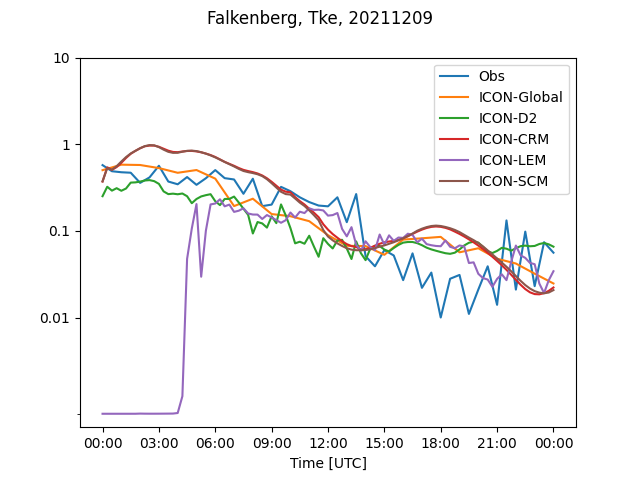 Falkenberg, Tke, 20211209
10
1
0.1
0.01
Obs
ICON-Global
ICON-D2
ICON-CRM
ICON-LEM
ICON-SCM
00:00 03:00 06:00 09:00 12:00 15:00 18:00 21:00 00:00
Time [UTC]